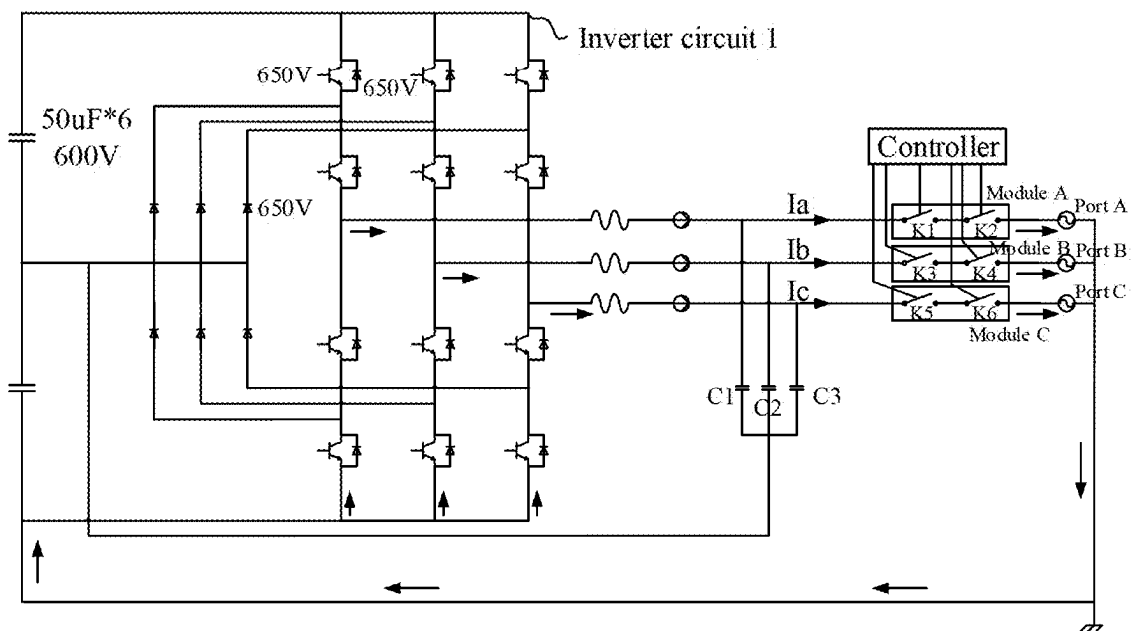 Inverter circuit 1
650V
650V
50uF*6
600V
650V
Controller
Module A
Port A
Ia
K1
K2
Module B
Port B
Ib
K3
K4
Port C
Ic
K5
K6
Module C
C1
C2
C3